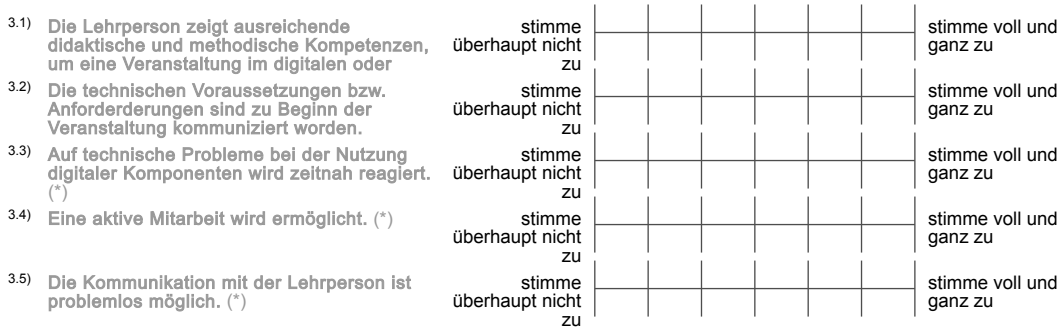 3.1) Die Lehrperson zeigt ausreichende
didaktische und methodische Kompetenzen,
um eine Veranstaltung im digitalen oder
stimme
überhaupt nicht
zu
stimme voll und
ganz zu
3.2) Die technischen Voraussetzungen bzw.
Anforderderungen sind zu Beginn der
Veranstaltung kommuniziert worden.
stimme
überhaupt nicht
zu
stimme voll und
ganz zu
3.3) Auf technische Probleme bei der Nutzung
digitaler Komponenten wird zeitnah reagiert.
(*)
stimme
überhaupt nicht
zu
stimme voll und
ganz zu
3.4) Eine aktive Mitarbeit wird ermöglicht. (*)
stimme
überhaupt nicht
zu
stimme voll und
ganz zu
3.5) Die Kommunikation mit der Lehrperson ist
problemlos möglich. (*)
stimme
überhaupt nicht
zu
stimme voll und
ganz zu